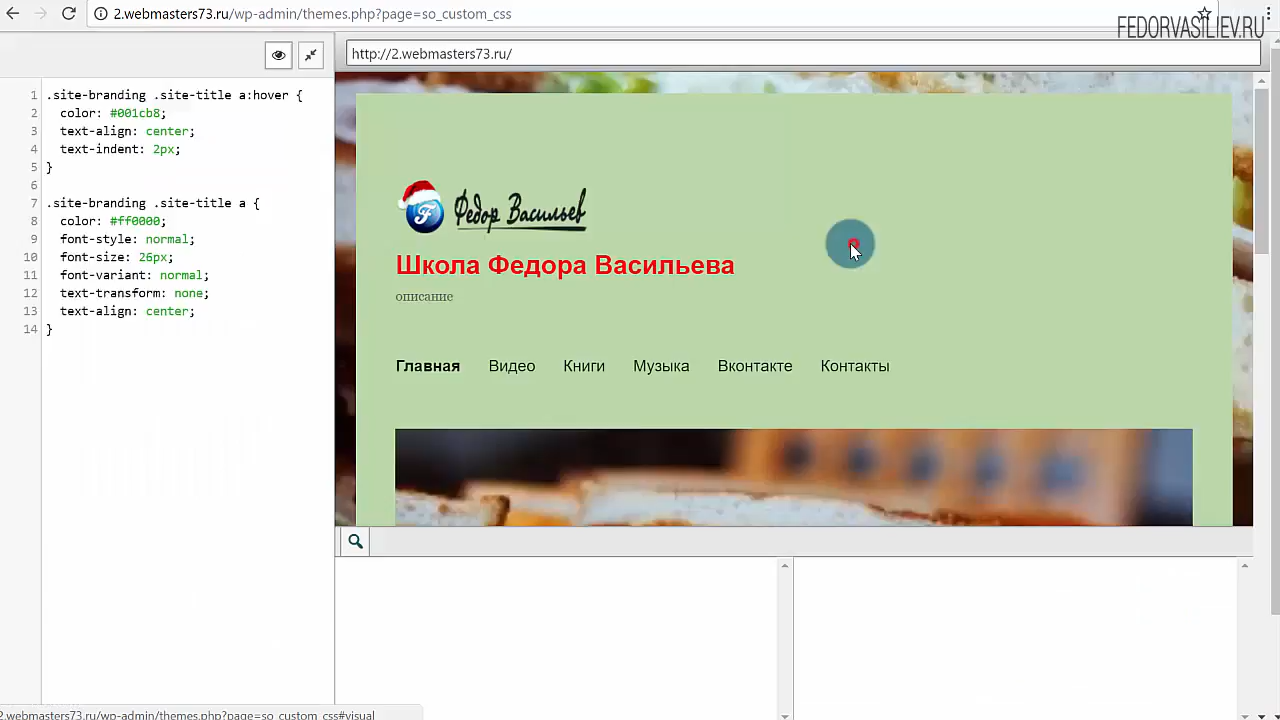 2.webmasters73.ru/wp-admin/themes.php?page=so_custom_css
FEDORVASILIEV.RU
http://2.webmasters73.ru/
1 .site-branding .site-title a:hover {
2 color: #001cb8;
3 text-align: center;
4 text-indent: 2px;
5 }
6
7 .site-branding .site-title a {
8 color: #ff0000;
9 font-style: normal;
10 font-size: 26px;
11 font-variant: normal;
12 text-transform: none;
13 text-align: center;
14 }
Федор Васильев
Школа Федора Васильева
описание
Главная Видео Книги Музыка Вконтакте Контакты
2.webmasters73.ru/wp-admin/themes.php?page=so_custom_css#visual